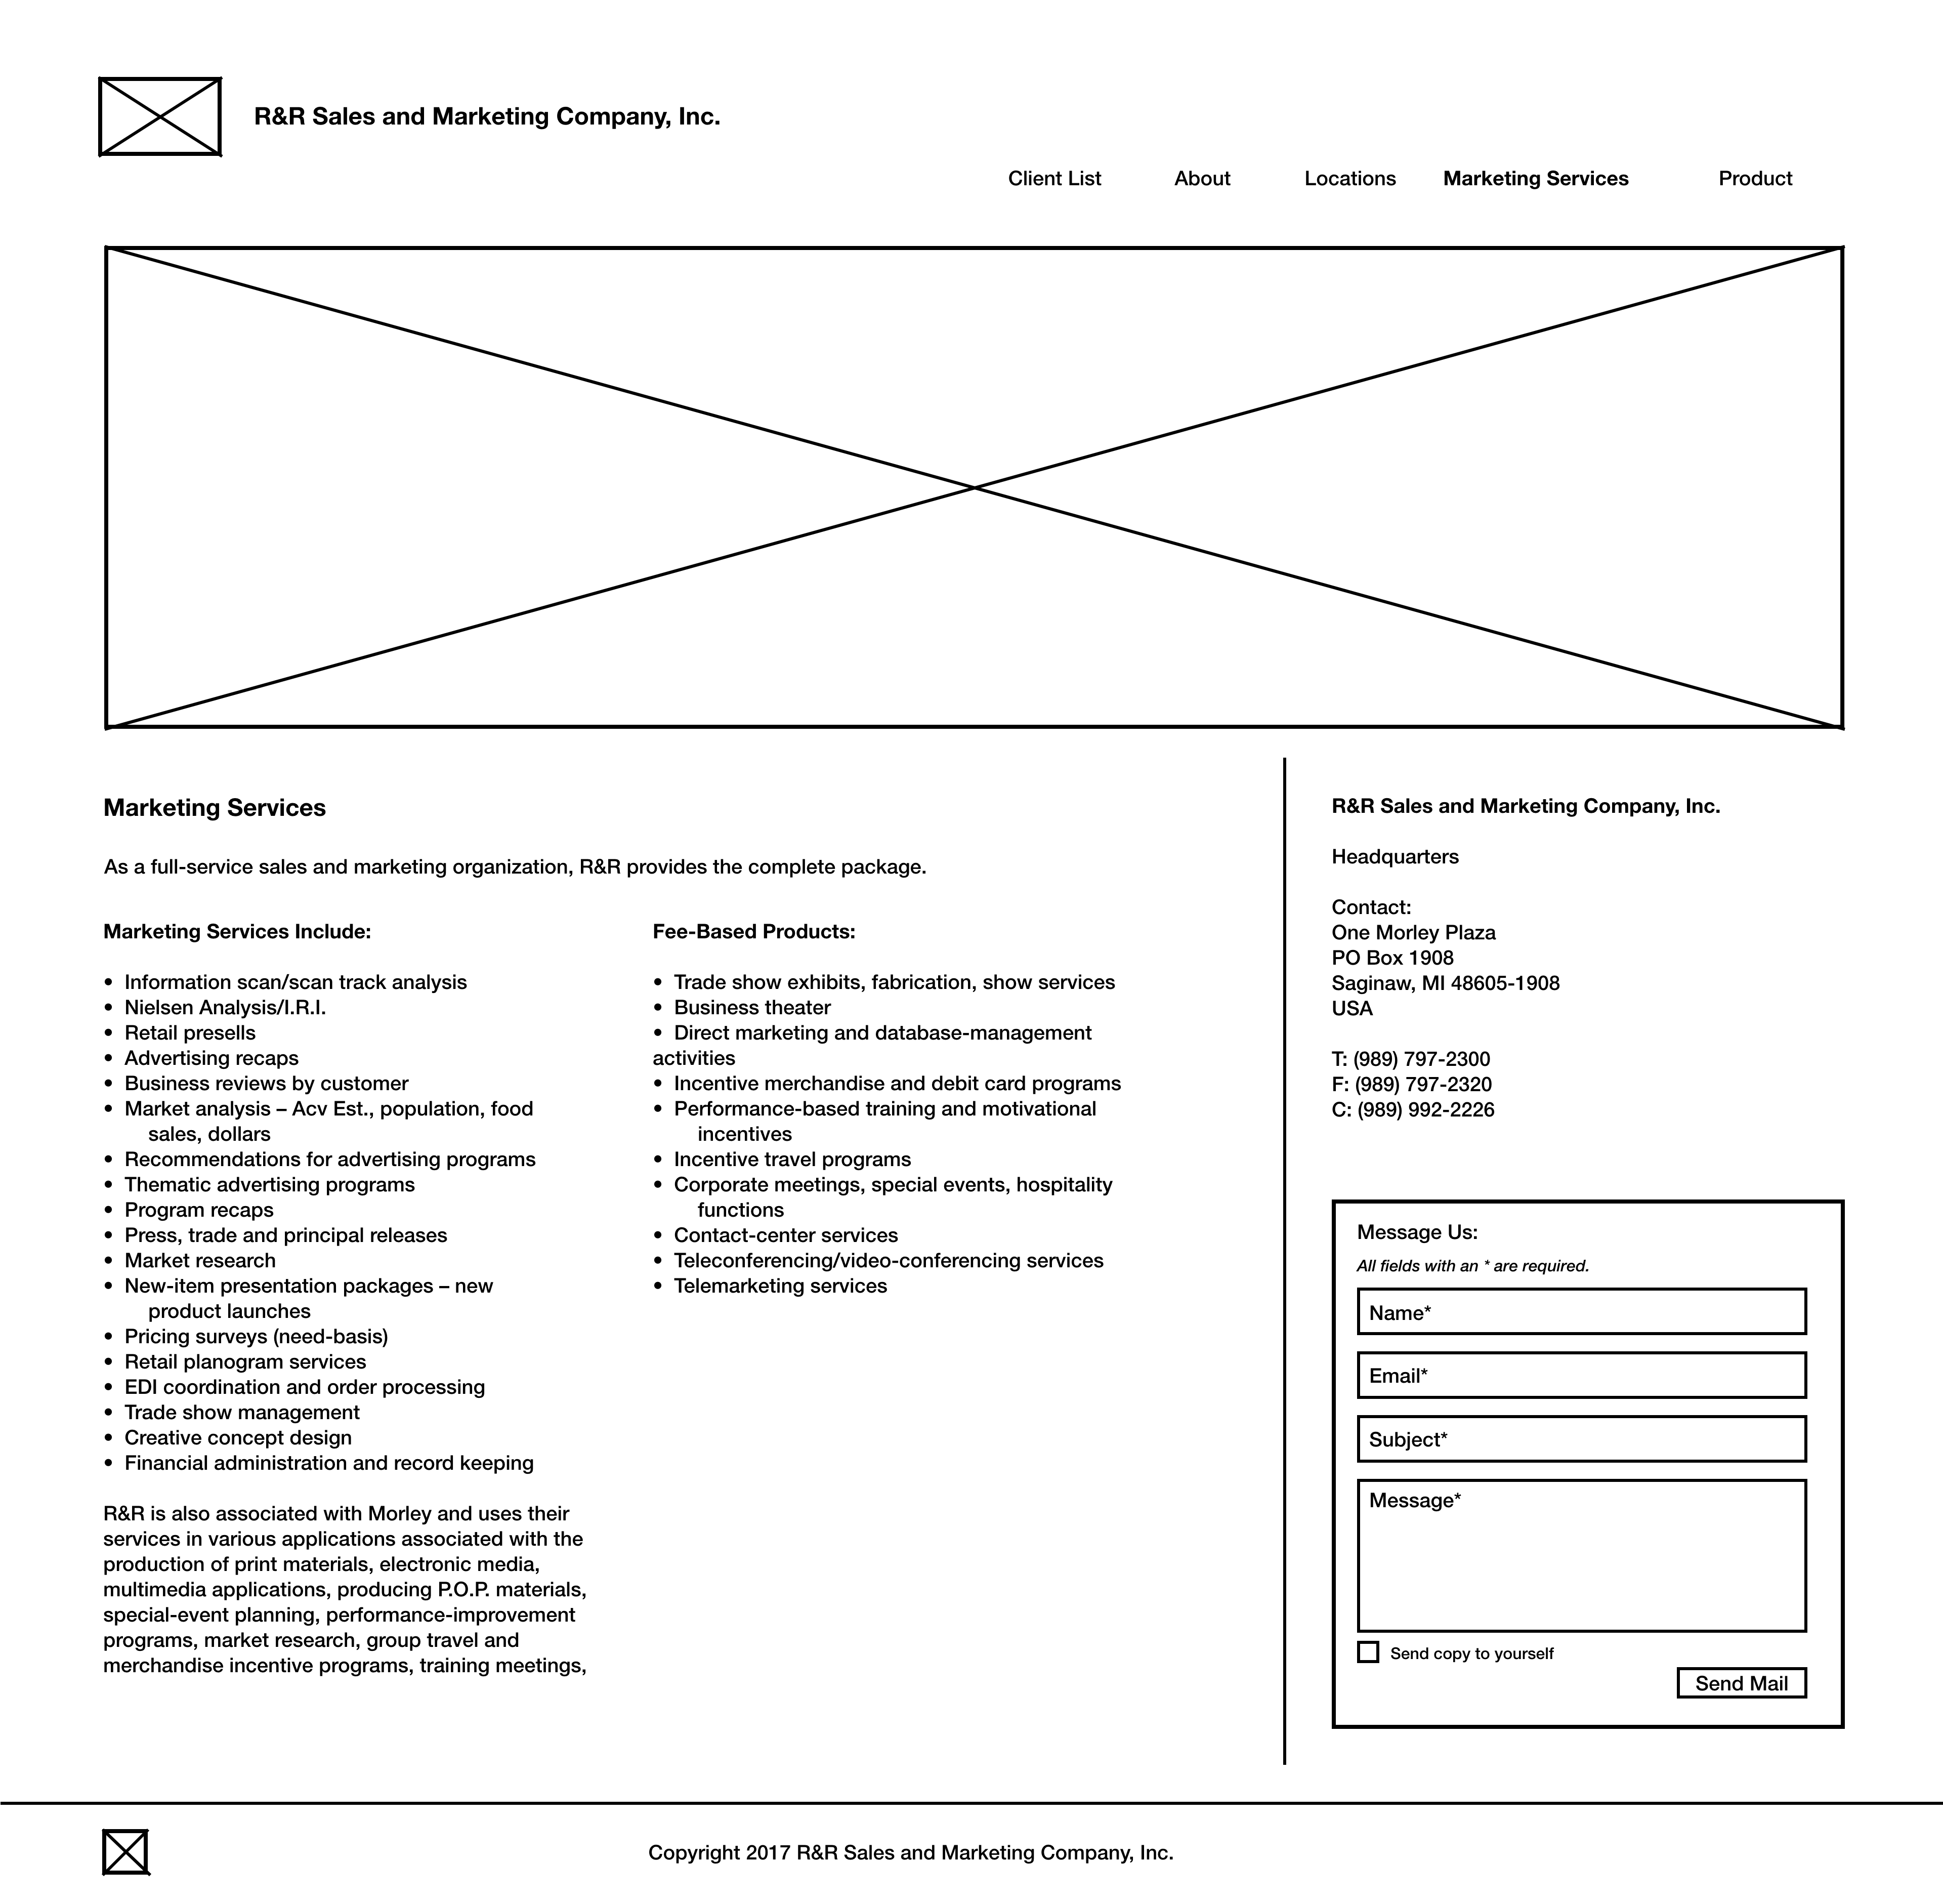 R&R Sales and Marketing Company, Inc.
Client List
About
Locations
Marketing Services
Product
Marketing Services
As a full-service sales and marketing organization, R&R provides the complete package.
Marketing Services Include:
• Information scan/scan track analysis
• Nielsen Analysis/I.R.I.
• Retail presells
• Advertising recaps
• Business reviews by customer
• Market analysis – Acv Est., population, food
sales, dollars
• Recommendations for advertising programs
• Thematic advertising programs
• Program recaps
• Press, trade and principal releases
• Market research
• New-item presentation packages – new
product launches
• Pricing surveys (need-basis)
• Retail planogram services
• EDI coordination and order processing
• Trade show management
• Creative concept design
• Financial administration and record keeping
R&R is also associated with Morley and uses their
services in various applications associated with the
production of print materials, electronic media,
multimedia applications, producing P.O.P. materials,
special-event planning, performance-improvement
programs, market research, group travel and
merchandise incentive programs, training meetings,
Fee-Based Products:
• Trade show exhibits, fabrication, show services
• Business theater
• Direct marketing and database-management
activities
• Incentive merchandise and debit card programs
• Performance-based training and motivational
incentives
• Incentive travel programs
• Corporate meetings, special events, hospitality
functions
• Contact-center services
• Teleconferencing/video-conferencing services
• Telemarketing services
R&R Sales and Marketing Company, Inc.
Headquarters
Contact:
One Morley Plaza
PO Box 1908
Saginaw, MI 48605-1908
USA
T: (989) 797-2300
F: (989) 797-2320
C: (989) 992-2226
Message Us:
All fields with an * are required.
Name*
Email*
Subject*
Message*
Send copy to yourself
Send Mail
Copyright 2017 R&R Sales and Marketing Company, Inc.